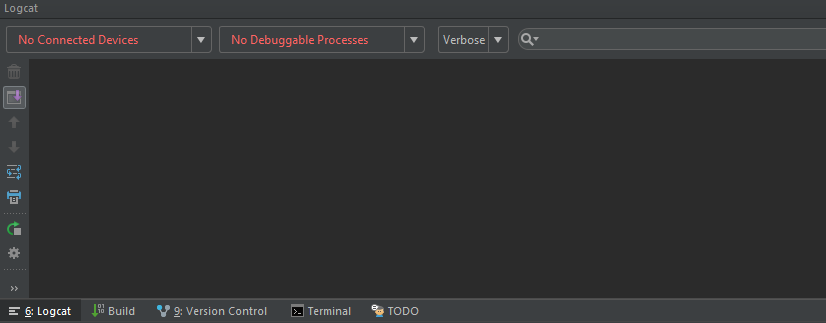 Logcat
No Connected Devices No Debuggable Processes Verbose
6: Logcat Build 9: Version Control Terminal TODO